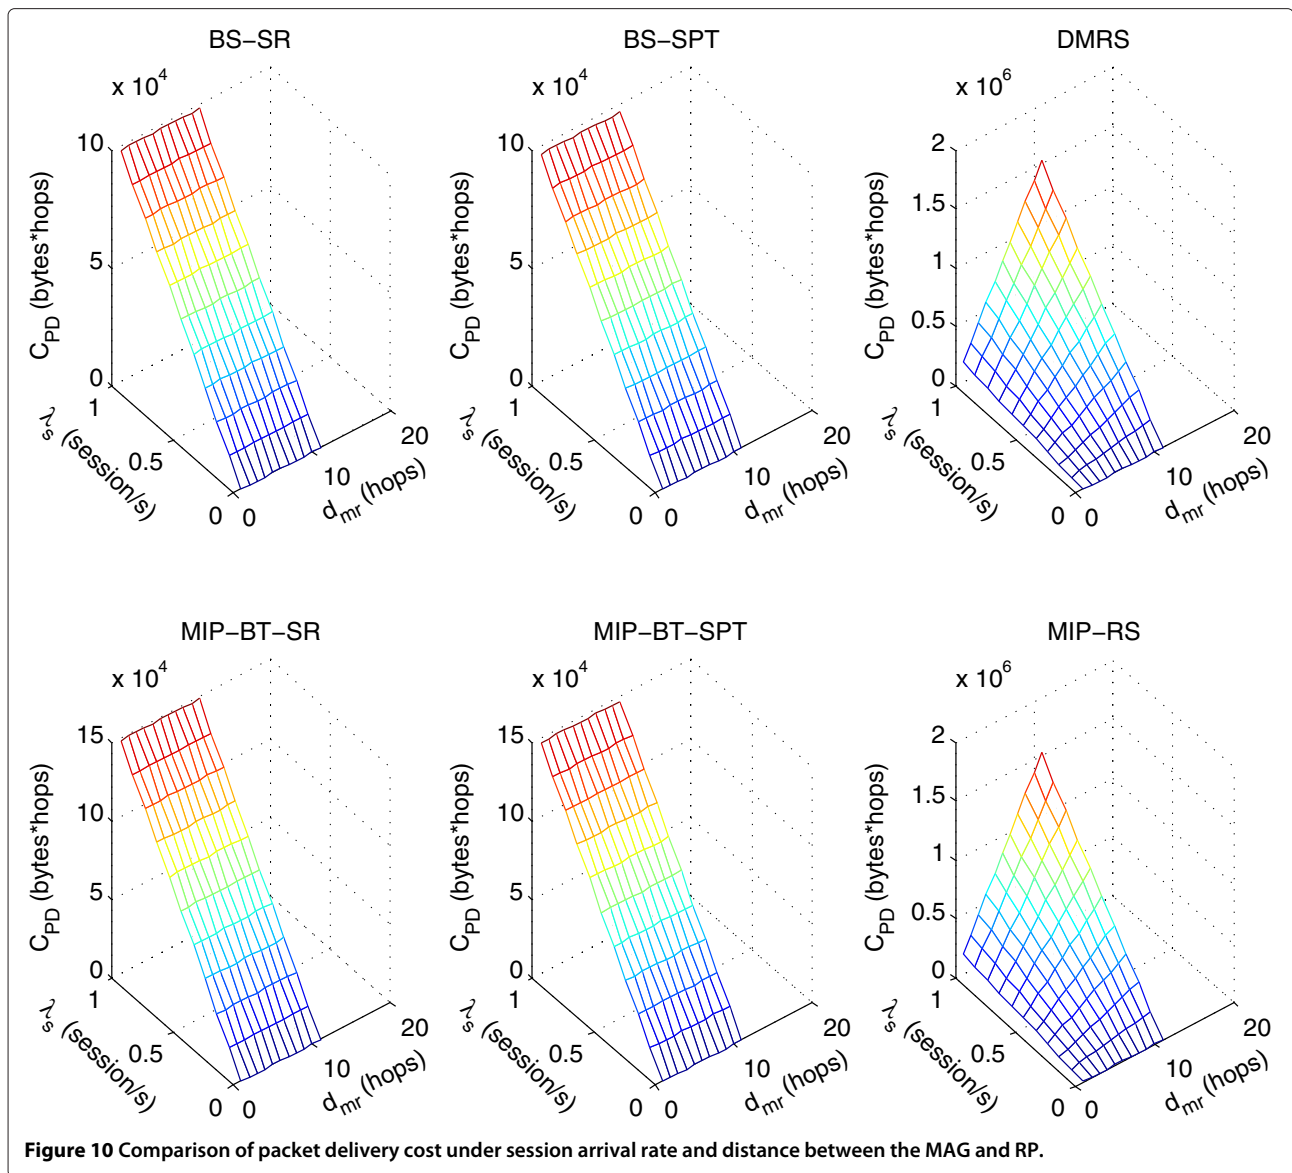 BS–SR
x 10^4
C_PD (bytes*hops)
10
5
0
1
0.5
0
λ_s (session/s)
0
10
20
d_mr (hops)
BS–SPT
x 10^4
C_PD (bytes*hops)
10
5
0
1
0.5
0
λ_s (session/s)
0
10
20
d_mr (hops)
DMRS
x 10^6
C_PD (bytes*hops)
2
1.5
1
0.5
0
1
0.5
0
λ_s (session/s)
0
10
20
d_mr (hops)
MIP–BT–SR
x 10^4
C_PD (bytes*hops)
15
10
5
0
1
0.5
0
λ_s (session/s)
0
10
20
d_mr (hops)
MIP–BT–SPT
x 10^4
C_PD (bytes*hops)
15
10
5
0
1
0.5
0
λ_s (session/s)
0
10
20
d_mr (hops)
MIP–RS
x 10^6
C_PD (bytes*hops)
2
1.5
1
0.5
0
1
0.5
0
λ_s (session/s)
0
10
20
d_mr (hops)
Figure 10 Comparison of packet delivery cost under session arrival rate and distance between the MAG and RP.